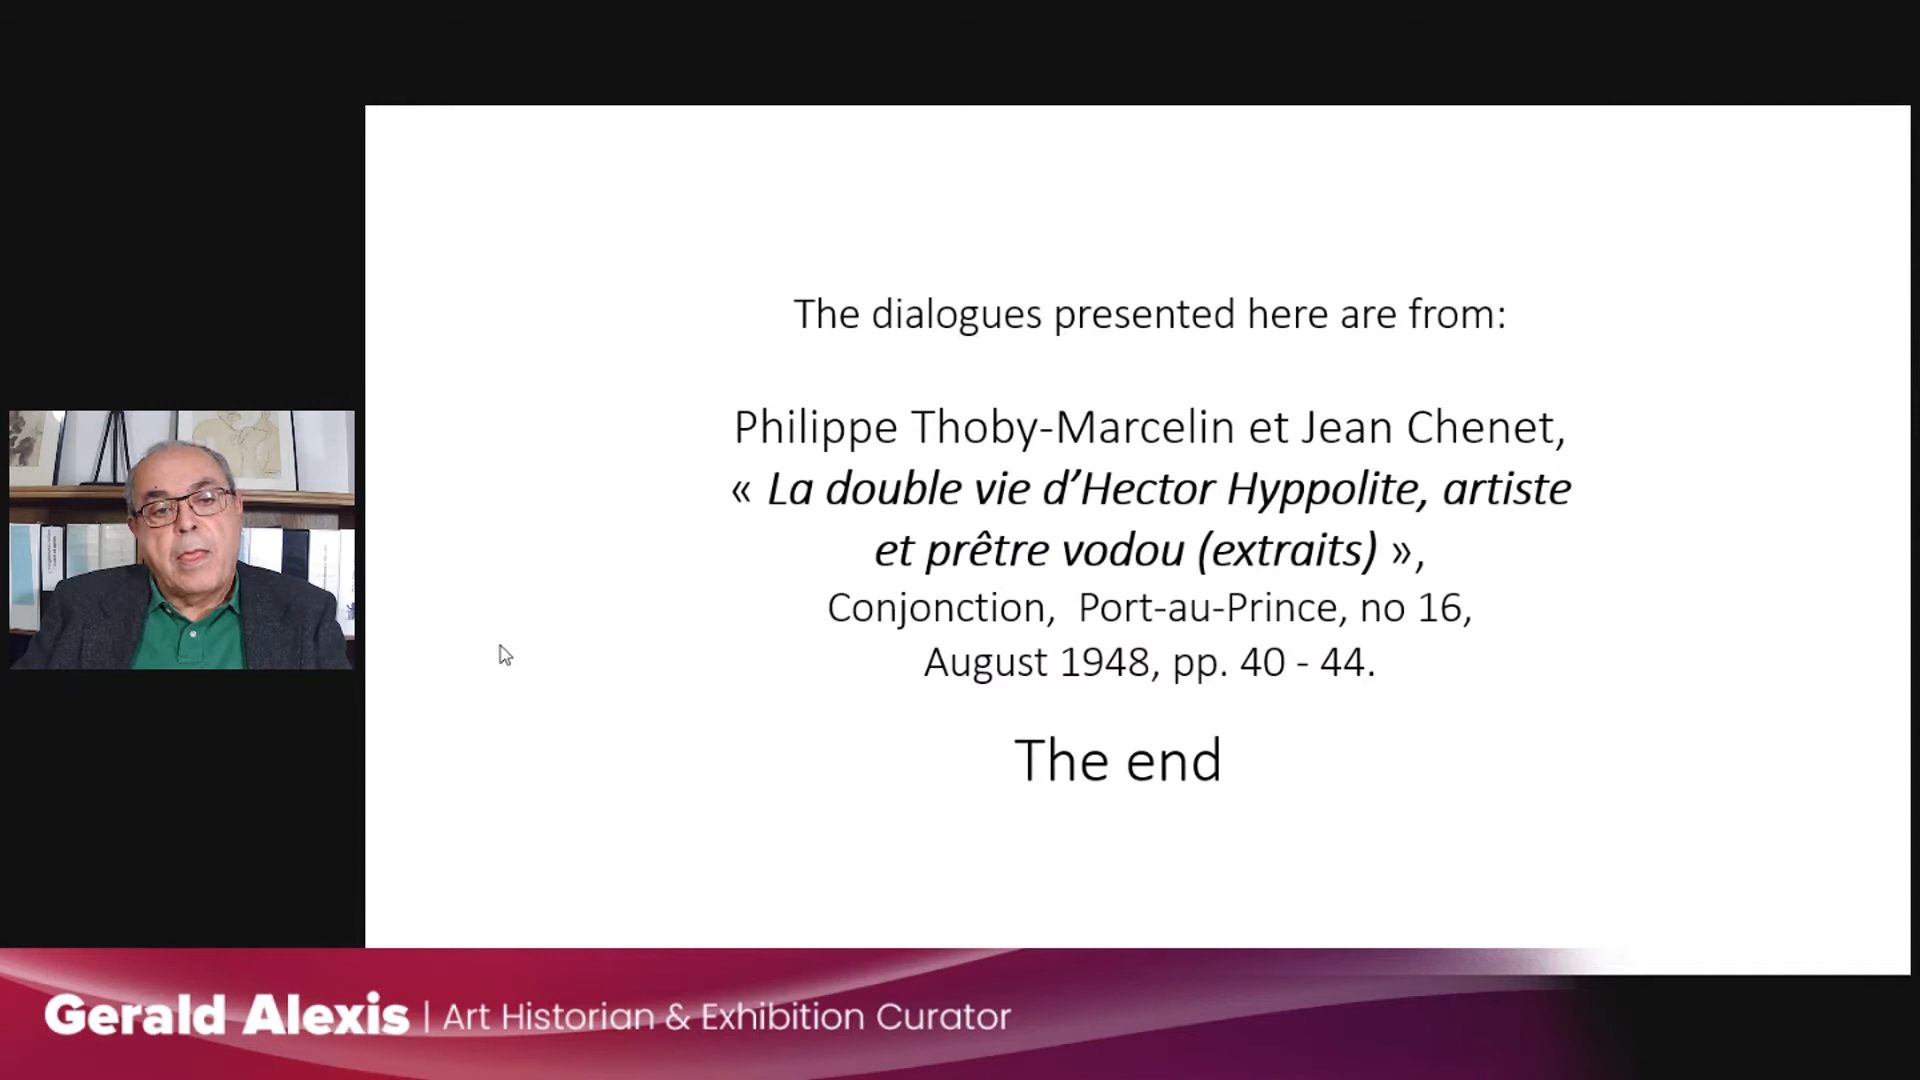 The dialogues presented here are from:
Philippe Thoby-Marcelin et Jean Chenet,
« La double vie d’Hector Hyppolite, artiste
et prêtre vodou (extraits) »,
Conjonction, Port-au-Prince, no 16,
August 1948, pp. 40 - 44.
The end
Gerald Alexis | Art Historian & Exhibition Curator